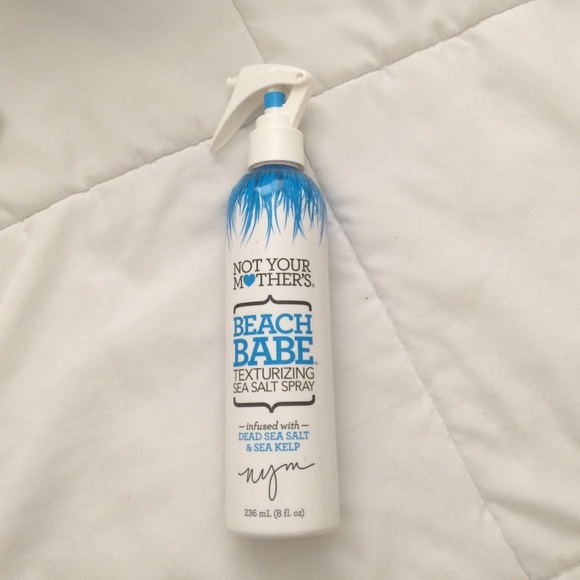 NOT YOUR
MOTHER'S®
BEACH
BABE™
TEXTURIZING
SEA SALT SPRAY
— infused with —
DEAD SEA SALT
& SEA KELP
nym
236 mL (8 fl. oz)